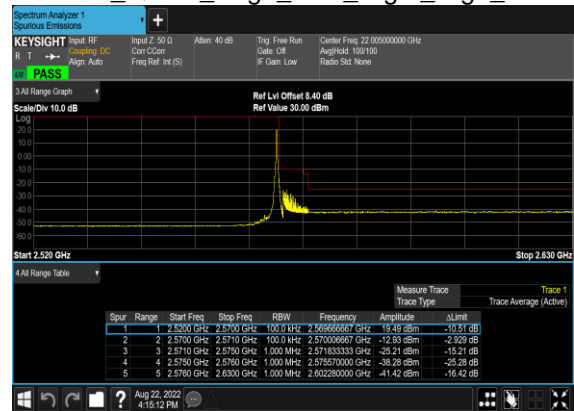 Spectrum Analyzer 1
Spurious Emissions
+
KEYSIGHT Input: RF Input Z: 50 Ω Atten: 40 dB Trig: Free Run Center Freq: 22.005000000 GHz
R T Coupling: DC Corr CCorr Gate: Off Avg|Hold: 100/100
Align: Auto Freq Ref: Int (S) IF Gain: Low Radio Std: None
PASS
3 All Range Graph
Ref Lvl Offset 8.40 dB
Scale/Div 10.0 dB Ref Value 30.00 dBm
Log
20.0
10.0
0.00
-10.0
-20.0
-30.0
-40.0
-50.0
-60.0
Start 2.520 GHz Stop 2.630 GHz
4 All Range Table
Measure Trace Trace 1
Trace Type Trace Average (Active)
Spur Range Start Freq Stop Freq RBW Frequency Amplitude ΔLimit
1 1 2.5200 GHz 2.5700 GHz 100.0 kHz 2.569666667 GHz 19.49 dBm -10.51 dB
2 2 2.5700 GHz 2.5710 GHz 100.0 kHz 2.570006667 GHz -12.93 dBm -2.929 dB
3 3 2.5710 GHz 2.5750 GHz 1.000 MHz 2.571833333 GHz -25.21 dBm -15.21 dB
4 4 2.5750 GHz 2.5760 GHz 1.000 MHz 2.575570000 GHz -38.28 dBm -25.28 dB
5 5 2.5760 GHz 2.6300 GHz 1.000 MHz 2.602280000 GHz -41.42 dBm -16.42 dB
? Aug 22, 2022
4:15:12 PM